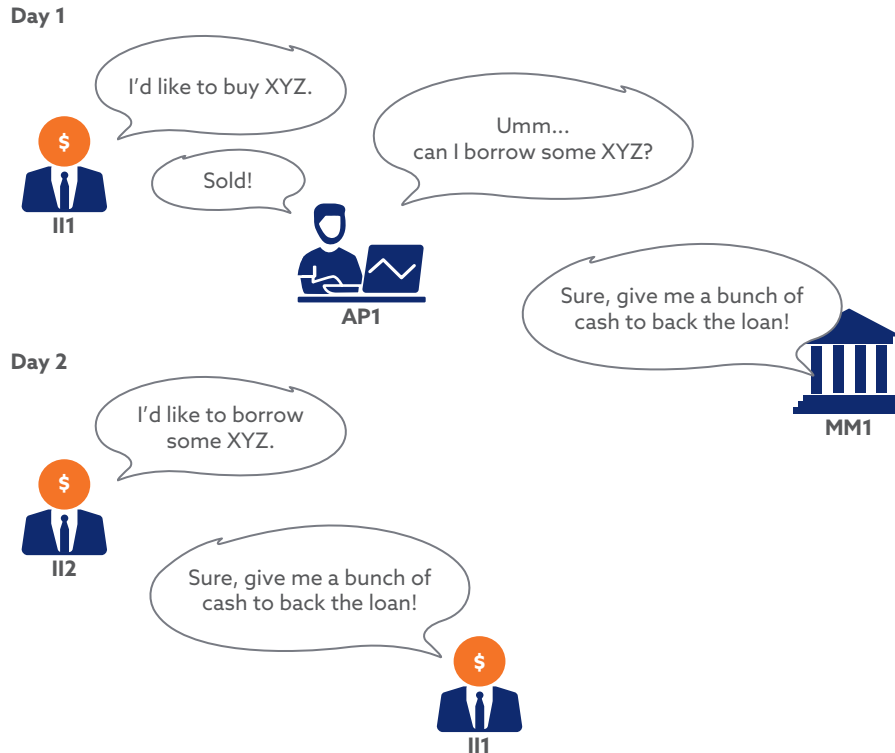 Day 1
I’d like to buy XYZ.
$
II1
Sold!
Umm...
can I borrow some XYZ?
AP1
Sure, give me a bunch of
cash to back the loan!
MM1
Day 2
I’d like to borrow
some XYZ.
$
II2
Sure, give me a bunch of
cash to back the loan!
$
II1